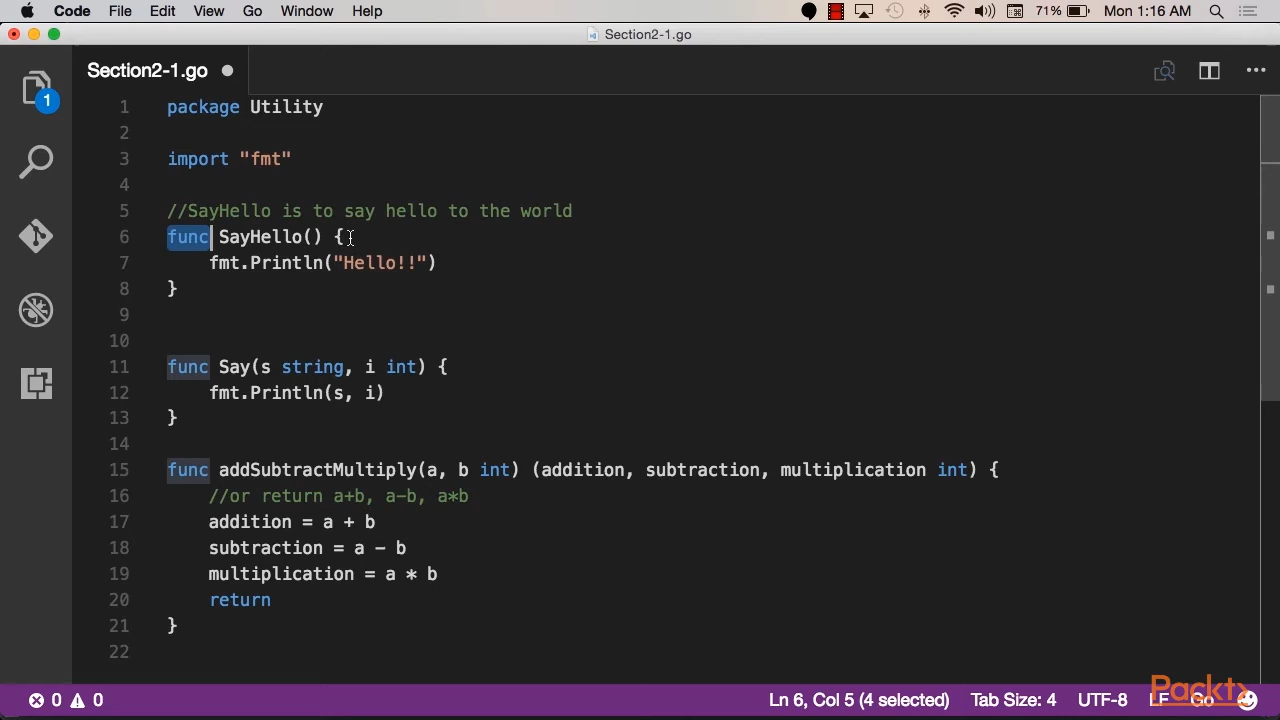 Code File Edit View Go Window Help 71% Mon 1:16 AM
Section2-1.go
Section2-1.go
1
1 package Utility
2
3 import "fmt"
4
5 //SayHello is to say hello to the world
6 func SayHello() {
7 fmt.Println("Hello!!")
8 }
9
10
11 func Say(s string, i int) {
12 fmt.Println(s, i)
13 }
14
15 func addSubtractMultiply(a, b int) (addition, subtraction, multiplication int) {
16 //or return a+b, a-b, a*b
17 addition = a + b
18 subtraction = a - b
19 multiplication = a * b
20 return
21 }
22
0 0 Ln 6, Col 5 (4 selected) Tab Size: 4 UTF-8 LF Go
Packt>